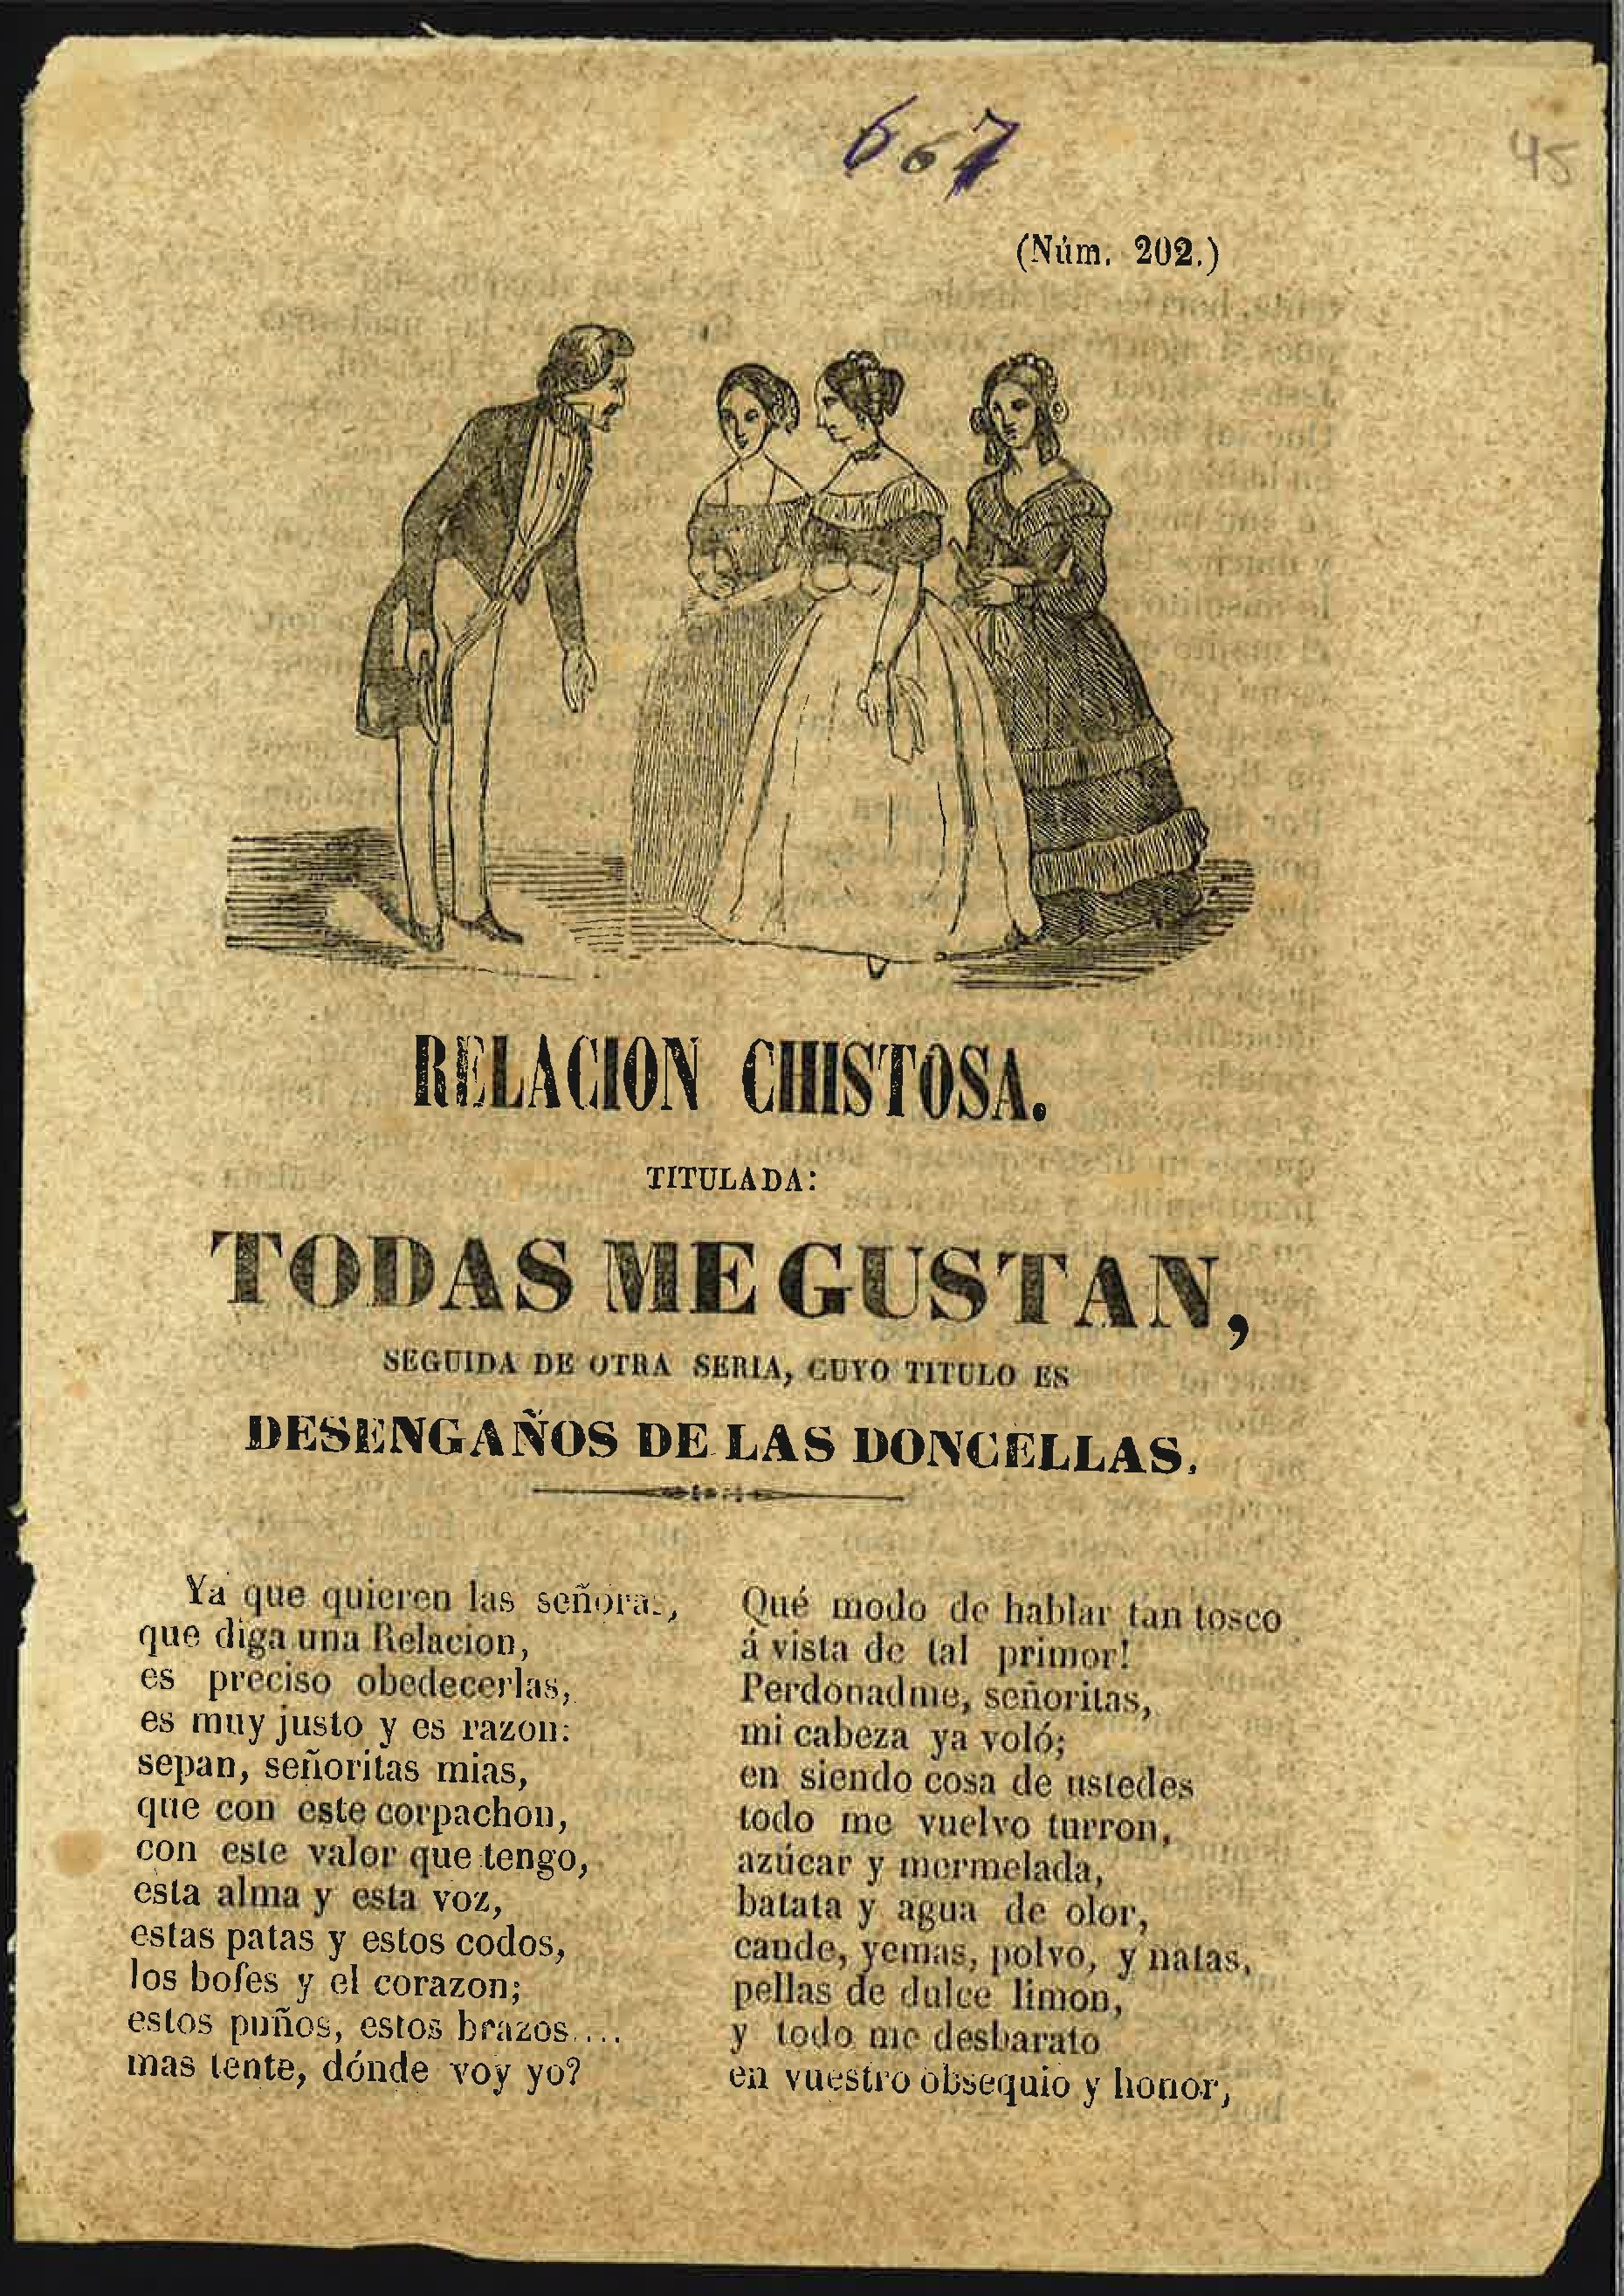 667
45
(Núm. 202.)
RELACION CHISTOSA.
TITULADA:
TODAS ME GUSTAN,
SEGUIDA DE OTRA SERIA, CUYO TITULO ES
DESENGAÑOS DE LAS DONCELLAS.
Ya que quieren las señoras,
que diga una Relacion,
es preciso obedecerlas,
es muy justo y es razon:
sepan, señoritas mias,
que con este corpachon,
con este valor que tengo,
esta alma y esta voz,
estas patas y estos codos,
los bofes y el corazon;
estos puños, estos brazos....
mas tente, dónde voy yo?
Qué modo de hablar tan tosco
á vista de tal primor!
Perdonadme, señoritas,
mi cabeza ya voló;
en siendo cosa de ustedes
todo me vuelvo turron,
azúcar y mermelada,
batata y agua de olor,
cande, yemas, polvo, y natas,
pellas de dulce limon,
y todo me desbarato
en vuestro obsequio y honor,